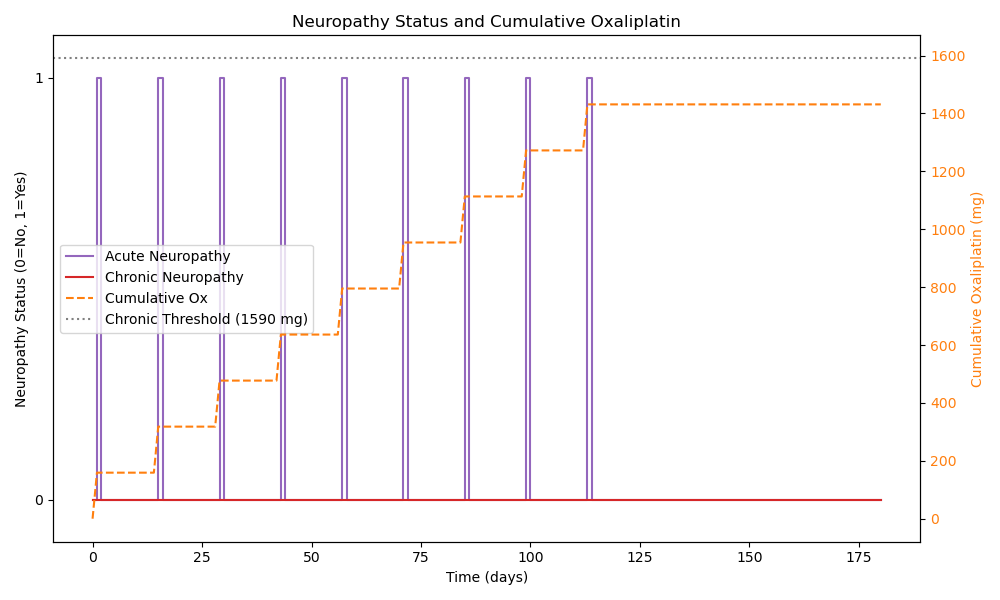 Neuropathy Status and Cumulative Oxaliplatin
Neuropathy Status (0=No, 1=Yes)
1
0
Acute Neuropathy
Chronic Neuropathy
Cumulative Ox
Chronic Threshold (1590 mg)
1600
1400
1200
1000
800
600
400
200
0
Cumulative Oxaliplatin (mg)
0 25 50 75 100 125 150 175
Time (days)